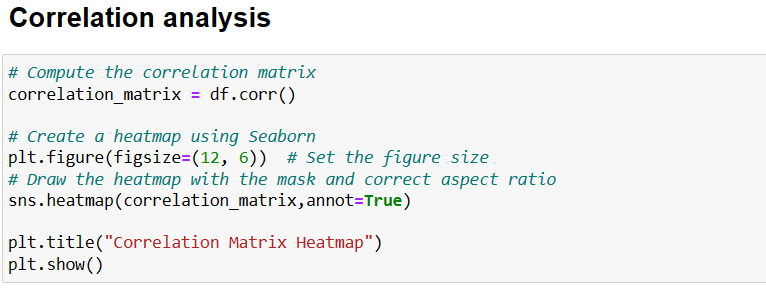 Correlation analysis
# Compute the correlation matrix
correlation_matrix = df.corr()
# Create a heatmap using Seaborn
plt.figure(figsize=(12, 6))  # Set the figure size
# Draw the heatmap with the mask and correct aspect ratio
sns.heatmap(correlation_matrix,annot=True)
plt.title("Correlation Matrix Heatmap")
plt.show()